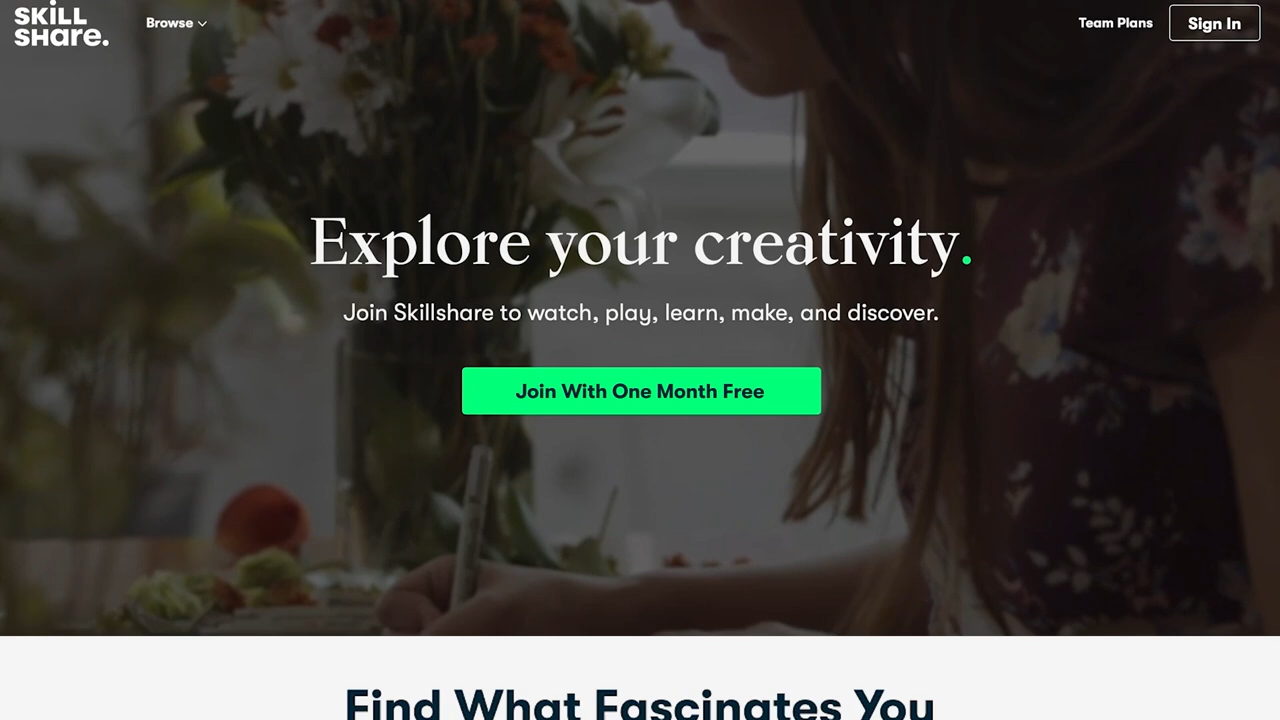 SKiLL
SHare.
Browse
Team Plans
Sign In
Explore your creativity.
Join Skillshare to watch, play, learn, make, and discover.
Join With One Month Free
Find What Fascinates You